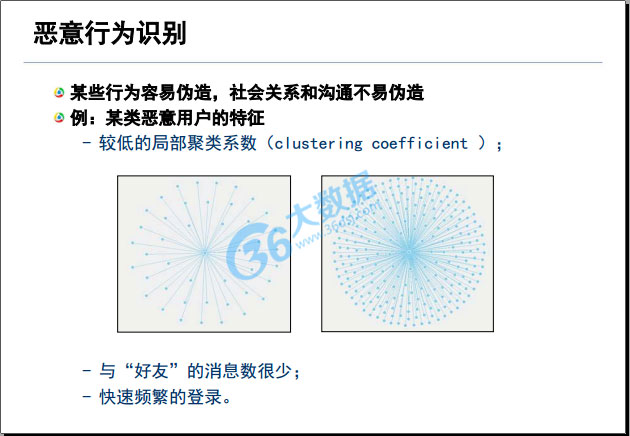 恶意行为识别
某些行为容易伪造，社会关系和沟通不易伪造
例：某类恶意用户的特征
- 较低的局部聚类系数（clustering coefficient ）；
36大数据
www.36dsj.com
- 与“好友”的消息数很少；
- 快速频繁的登录。